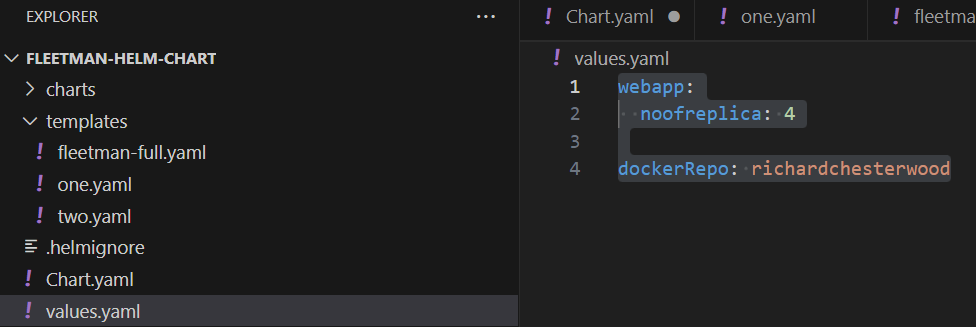 EXPLORER
...
FLEETMAN-HELM-CHART
charts
templates
fleetman-full.yaml
one.yaml
two.yaml
.helmignore
Chart.yaml
values.yaml
Chart.yaml
one.yaml
fleetma
values.yaml
1 webapp:
2 noofreplica: 4
3
4 dockerRepo: richardchesterwood